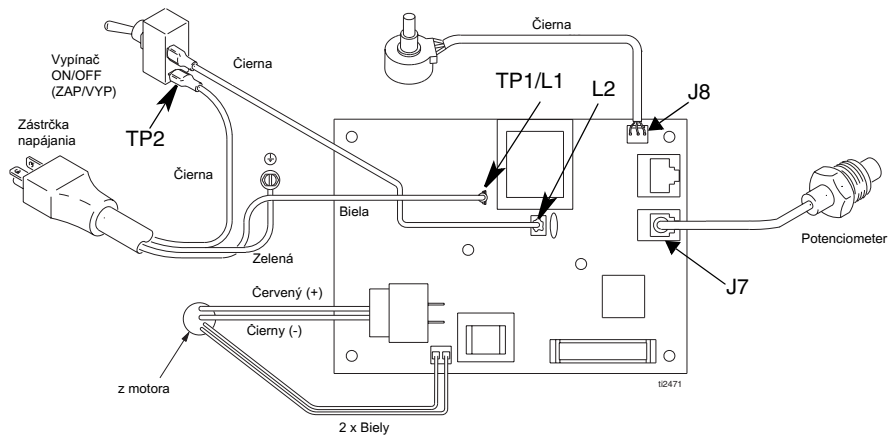 Vypínač
ON/OFF
(ZAP/VYP)
Čierna
Čierna
TP1/L1
L2
J8
TP2
Zástrčka
napájania
Čierna
Biela
Zelená
Potenciometer
J7
Červený (+)
Čierny (-)
z motora
2 x Biely
ti2471